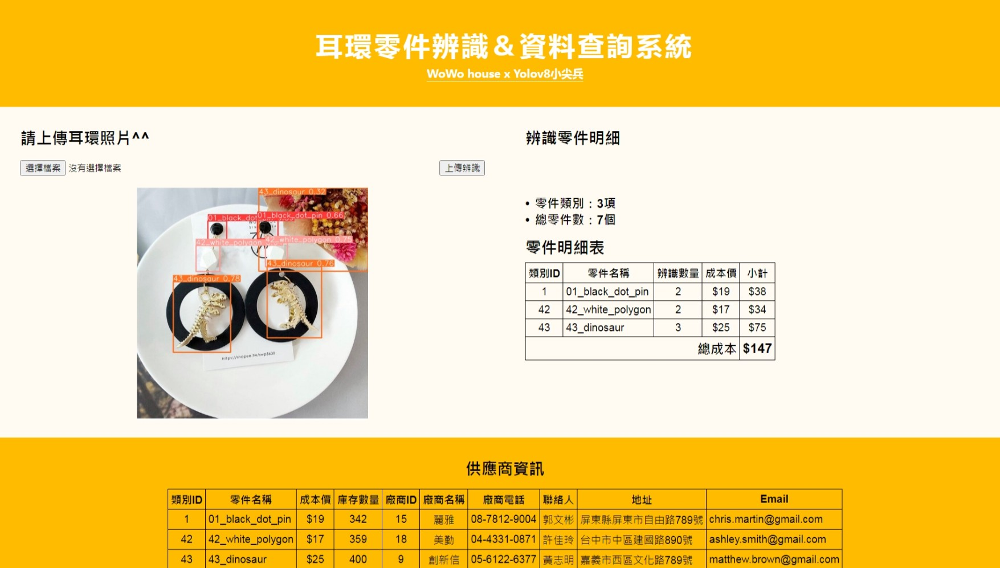 耳環零件辨識＆資料查詢系統
WoWo house x Yolov8小尖兵
請上傳耳環照片^^
選擇檔案 沒有選擇檔案
上傳辨識
43_dinosaur 0.32
01_black_dot_pin
01_black_dot_pin 0.66
42_white_polygon
42_white_polygon 0.75
43_dinosaur 0.76
43_dinosaur 0.78
https://shopee.tw/swp3630
辨識零件明細
• 零件類別：3項
• 總零件數：7個
零件明細表
類別ID 零件名稱 辨識數量 成本價 小計
1 01_black_dot_pin 2 $19 $38
42 42_white_polygon 2 $17 $34
43 43_dinosaur 3 $25 $75
總成本 $147
供應商資訊
類別ID 零件名稱 成本價 庫存數量 廠商ID 廠商名稱 廠商電話 聯絡人 地址 Email
1 01_black_dot_pin $19 342 15 麗雅 08-7812-9004 郭文彬 屏東縣屏東市自由路789號 chris.martin@gmail.com
42 42_white_polygon $17 359 18 美勤 04-4331-0871 許佳玲 台中市中區建國路890號 ashley.smith@gmail.com
43 43_dinosaur $25 400 9 創新信 05-6122-6377 黃志明 嘉義市西區文化路789號 matthew.brown@gmail.com